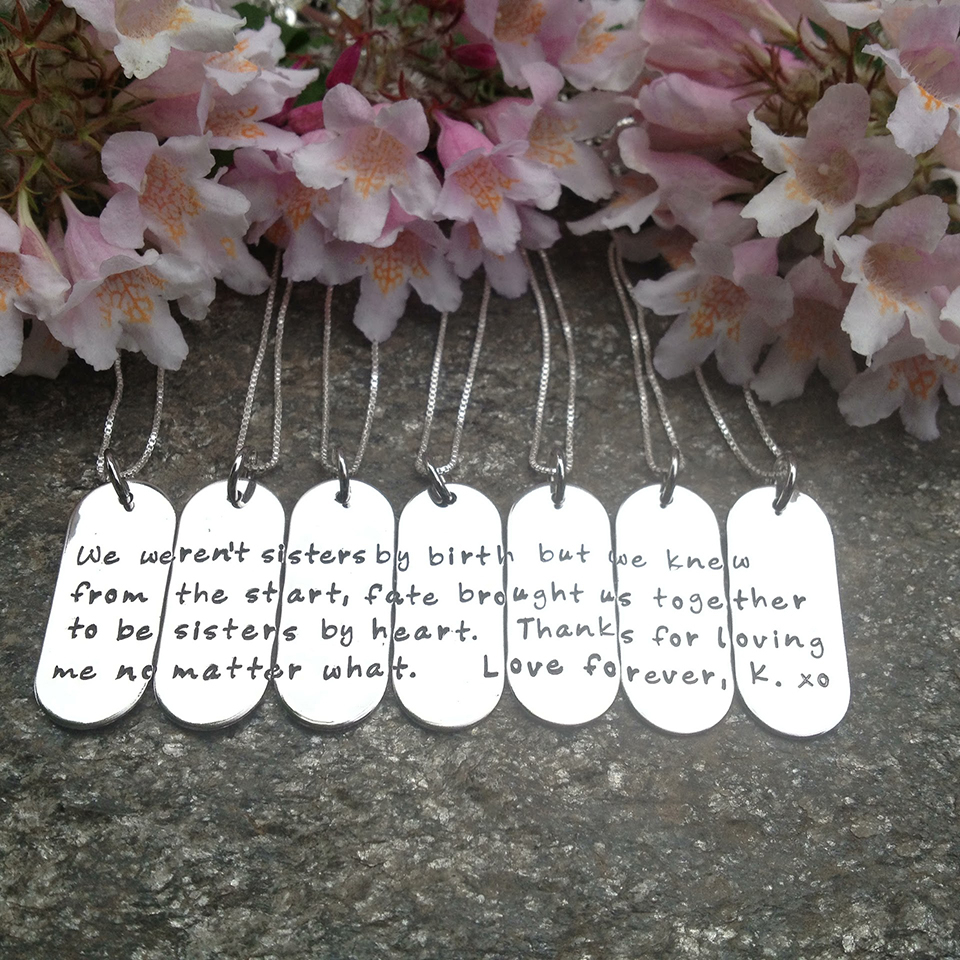 We weren't sisters by birth but we knew
from the start, fate brought us together
to be sisters by heart. Thanks for loving
me no matter what. Love forever, K. xo